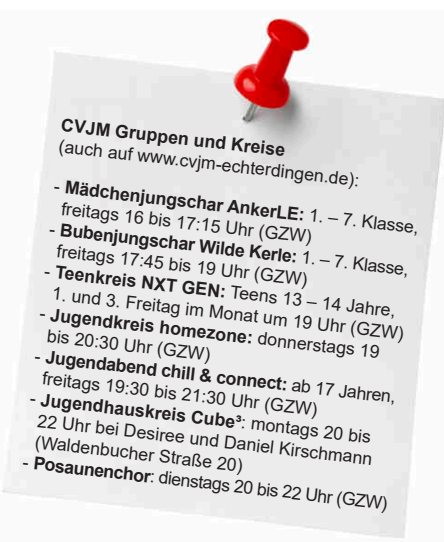 CVJM Gruppen und Kreise
(auch auf www.cvjm-echterdingen.de):
- Mädchenjungschar AnkerLE: 1. – 7. Klasse,
freitags 16 bis 17:15 Uhr (GZW)
- Bubenjungschar Wilde Kerle: 1. – 7. Klasse,
freitags 17:45 bis 19 Uhr (GZW)
- Teenkreis NXT GEN: Teens 13 – 14 Jahre,
1. und 3. Freitag im Monat um 19 Uhr (GZW)
- Jugendkreis homezone: donnerstags 19
bis 20:30 Uhr (GZW)
- Jugendabend chill & connect: ab 17 Jahren,
freitags 19:30 bis 21:30 Uhr (GZW)
- Jugendhauskreis Cube³: montags 20 bis
22 Uhr bei Desiree und Daniel Kirschmann
(Waldenbucher Straße 20)
- Posaunenchor: dienstags 20 bis 22 Uhr (GZW)